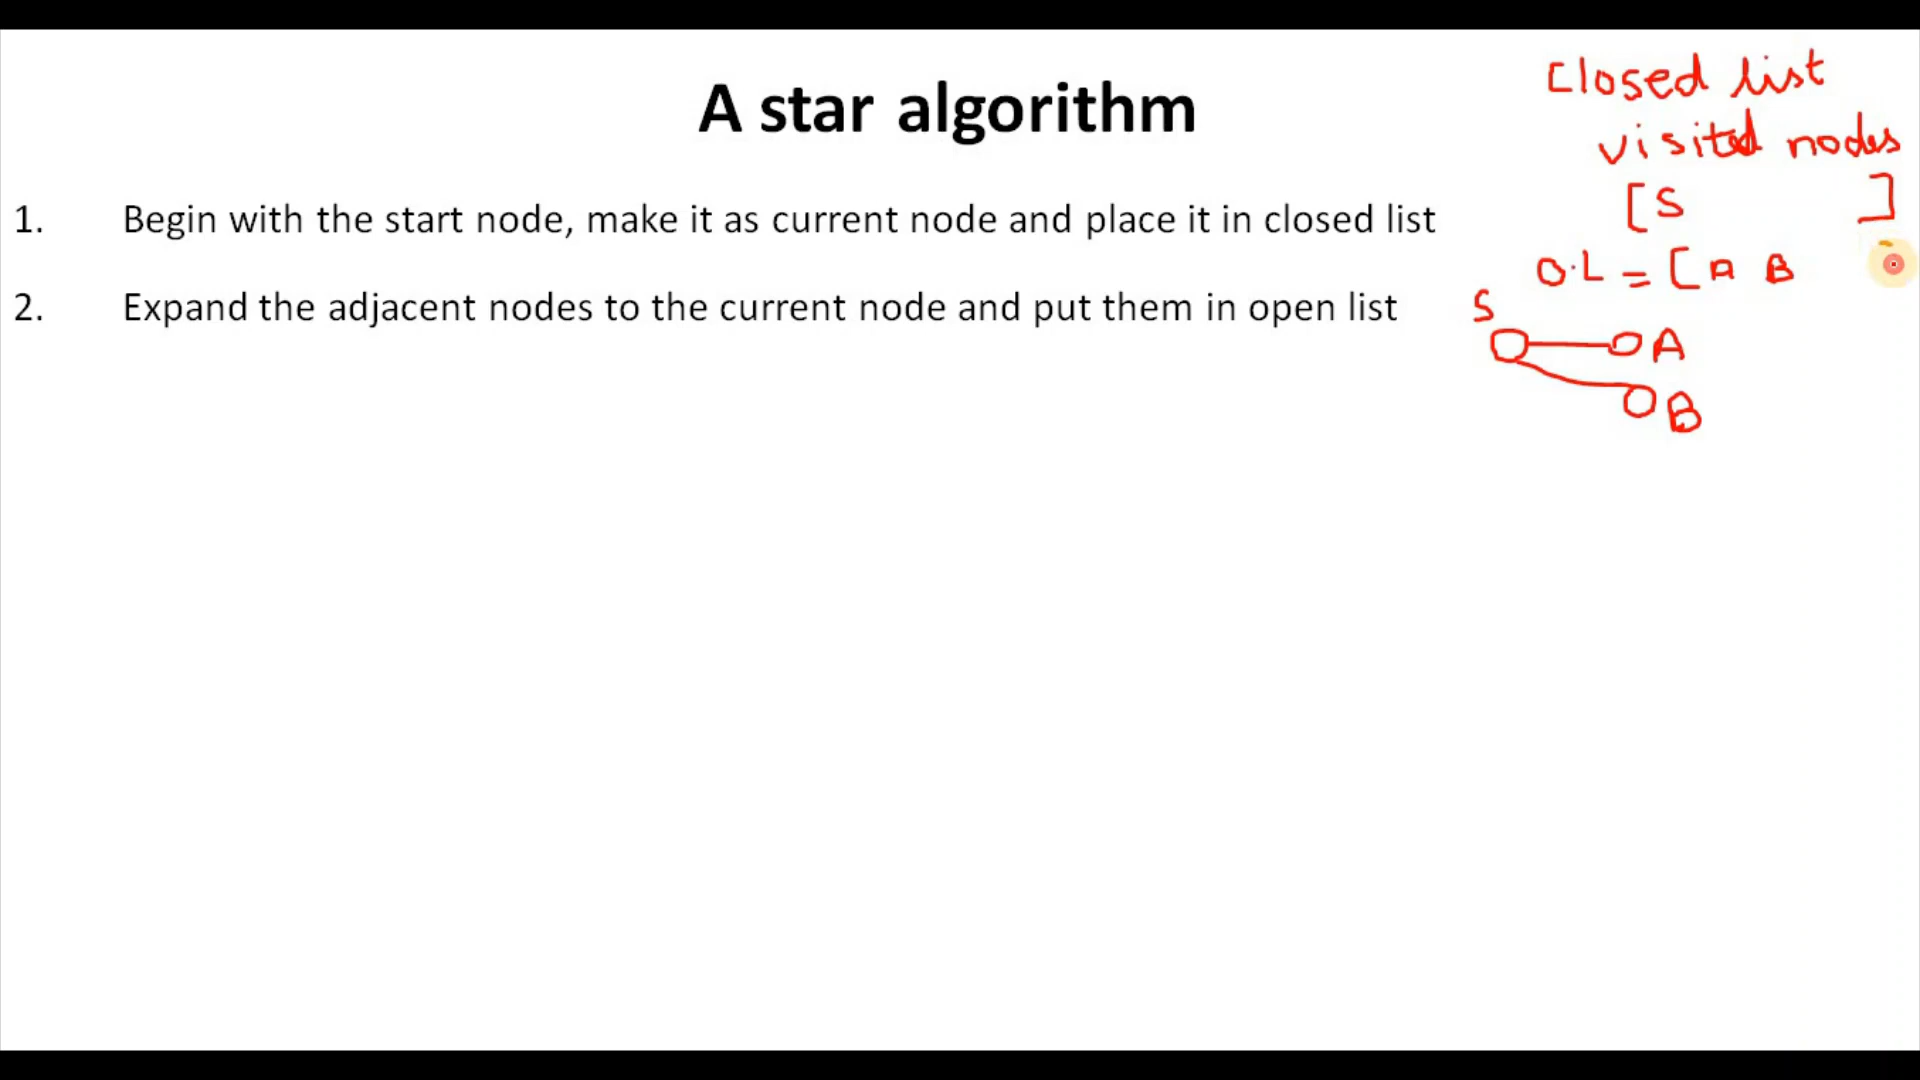 A star algorithm
1. Begin with the start node, make it as current node and place it in closed list
2. Expand the adjacent nodes to the current node and put them in open list
Closed list
visited nodes
[S ]
O.L = [ A B
S
A
B